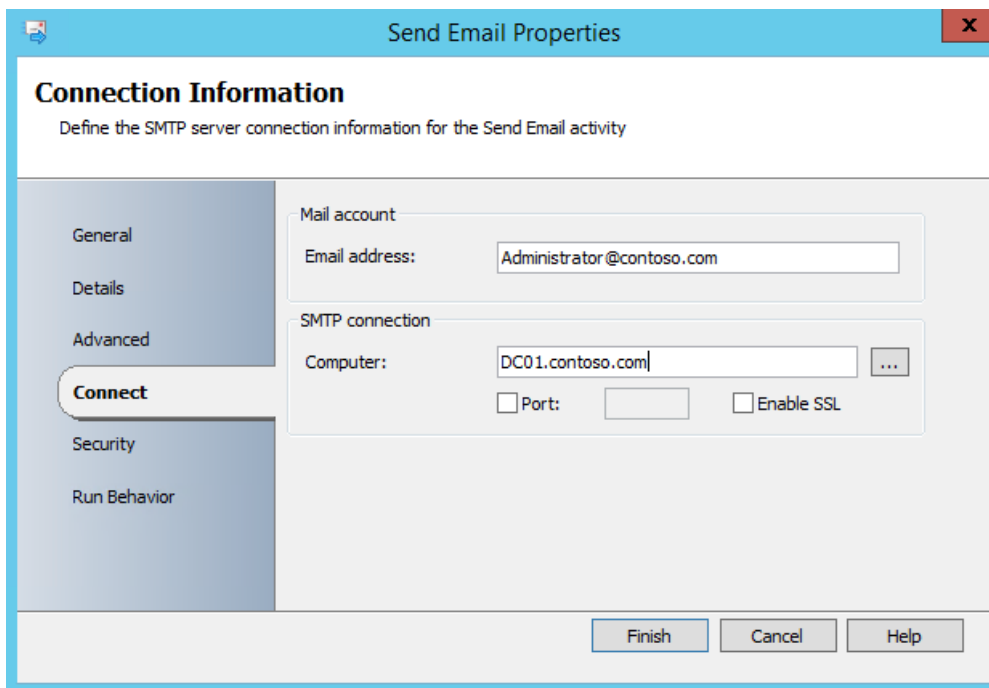 Send Email Properties
x
Connection Information
Define the SMTP server connection information for the Send Email activity
General
Details
Advanced
Connect
Security
Run Behavior
Mail account
Email address: Administrator@contoso.com
SMTP connection
Computer: DC01.contoso.com ...
Port: Enable SSL
Finish Cancel Help